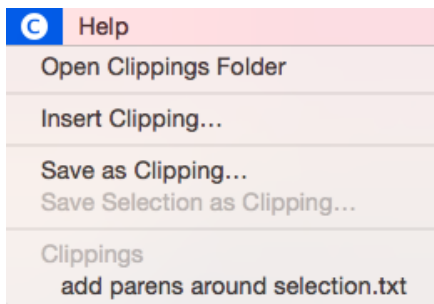 C Help
Open Clippings Folder
Insert Clipping...
Save as Clipping...
Save Selection as Clipping...
Clippings
add parens around selection.txt